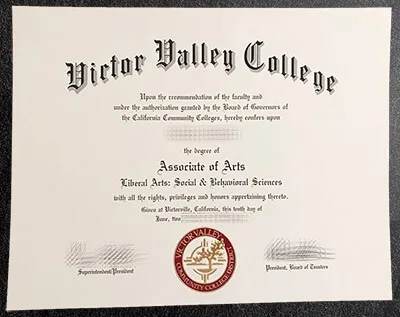 Victor Valley College
Upon the recommendation of the faculty and
under the authorization granted by the Board of Governors of
the California Community Colleges, hereby confers upon
the degree of
Associate of Arts
Liberal Arts: Social & Behavioral Sciences
with all the rights, privileges and honors appertaining thereto.
Given at Victorville, California, this tenth day of
June, two
VICTOR VALLEY
COMMUNITY COLLEGE DISTRICT
Superintendent/President
President, Board of Trustees